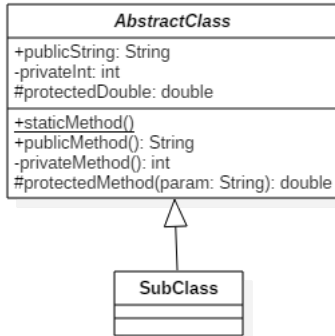 AbstractClass
+publicString: String
-privateInt: int
#protectedDouble: double
+staticMethod()
+publicMethod(): String
-privateMethod(): int
#protectedMethod(param: String): double
SubClass